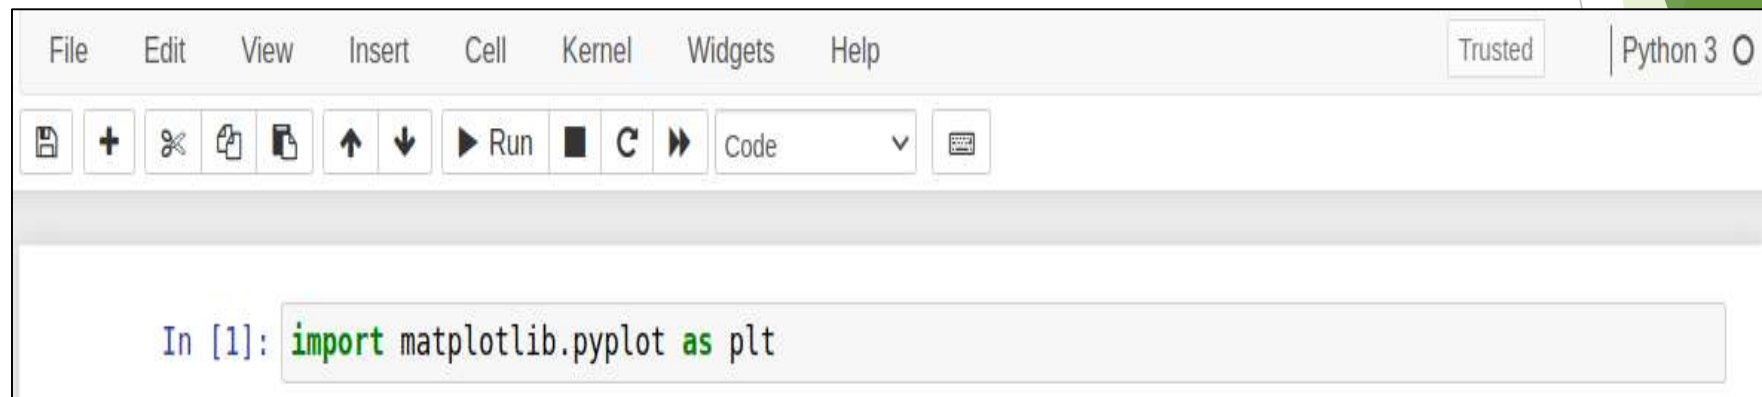 File Edit View Insert Cell Kernel Widgets Help Trusted Python 3
Run Code
In [1]: import matplotlib.pyplot as plt